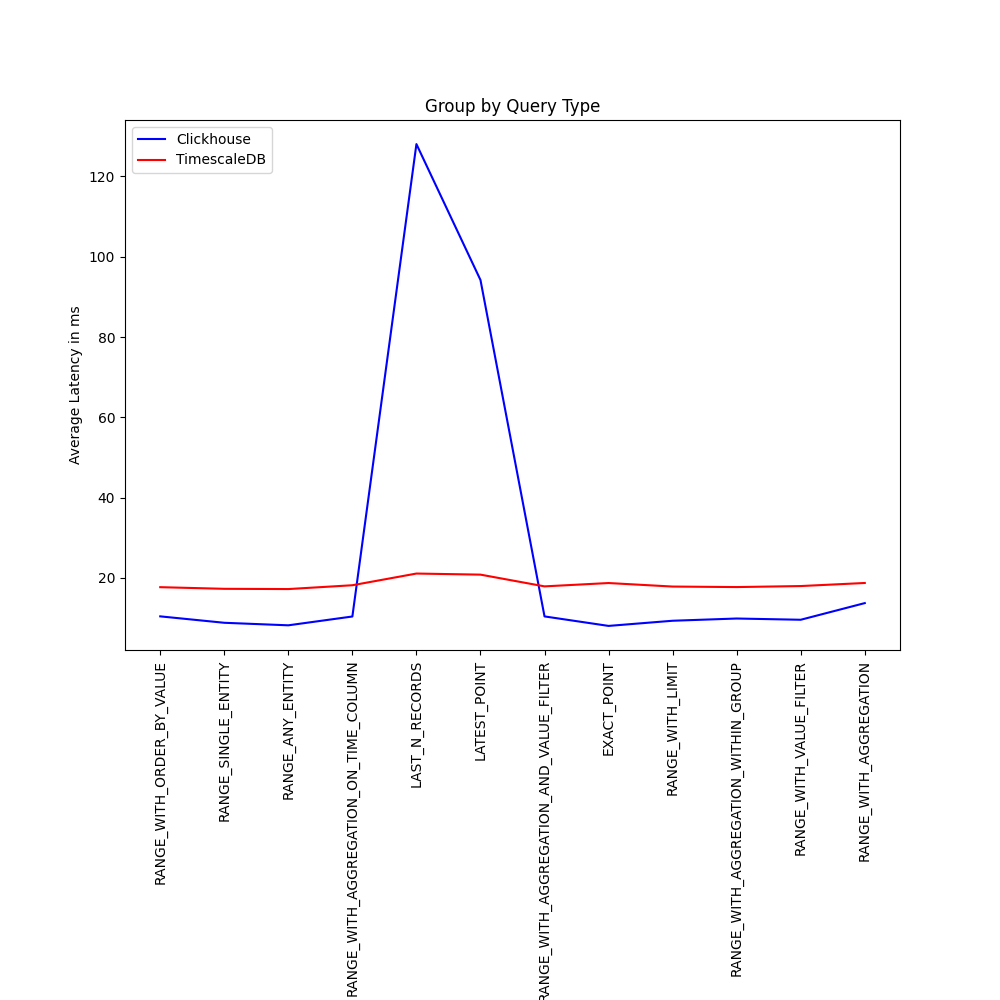 Group by Query Type
Clickhouse
TimescaleDB
Average Latency in ms
120
100
80
60
40
20
RANGE_WITH_ORDER_BY_VALUE
RANGE_SINGLE_ENTITY
RANGE_ANY_ENTITY
RANGE_WITH_AGGREGATION_ON_TIME_COLUMN
LAST_N_RECORDS
LATEST_POINT
RANGE_WITH_AGGREGATION_AND_VALUE_FILTER
EXACT_POINT
RANGE_WITH_LIMIT
RANGE_WITH_AGGREGATION_WITHIN_GROUP
RANGE_WITH_VALUE_FILTER
RANGE_WITH_AGGREGATION